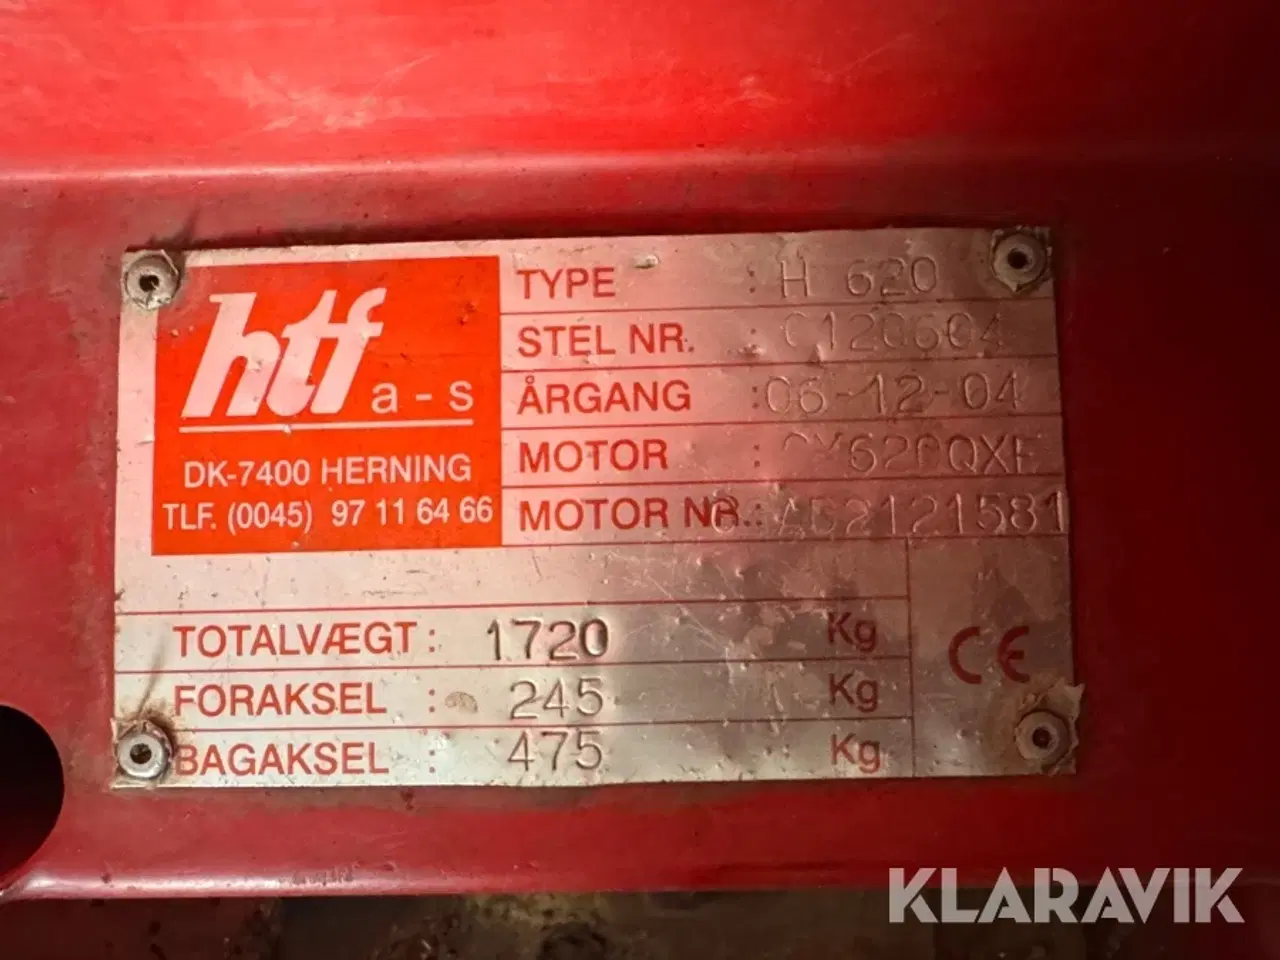 htf a-s
DK-7400 HERNING
TLF. (0045) 97 11 64 66
TYPE : H 620
STEL NR. : C120604
ÅRGANG : 06-12-04
MOTOR :
MOTOR NR.:
TOTALVÆGT : 1720 Kg
FORAKSEL : 245 Kg
BAGAKSEL : 475 Kg
CE
KLARAVIK